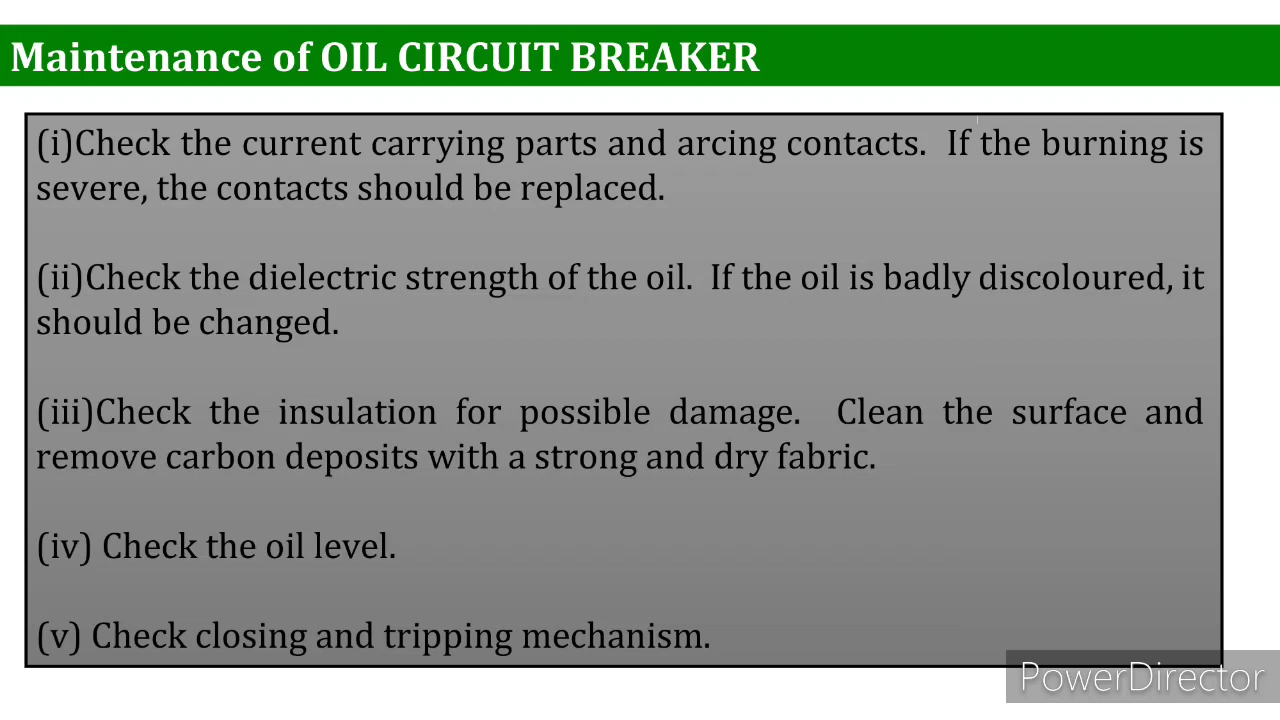 Maintenance of OIL CIRCUIT BREAKER
(i)Check the current carrying parts and arcing contacts. If the burning is
severe, the contacts should be replaced.
(ii)Check the dielectric strength of the oil. If the oil is badly discoloured, it
should be changed.
(iii)Check the insulation for possible damage. Clean the surface and
remove carbon deposits with a strong and dry fabric.
(iv) Check the oil level.
(v) Check closing and tripping mechanism.
PowerDirector